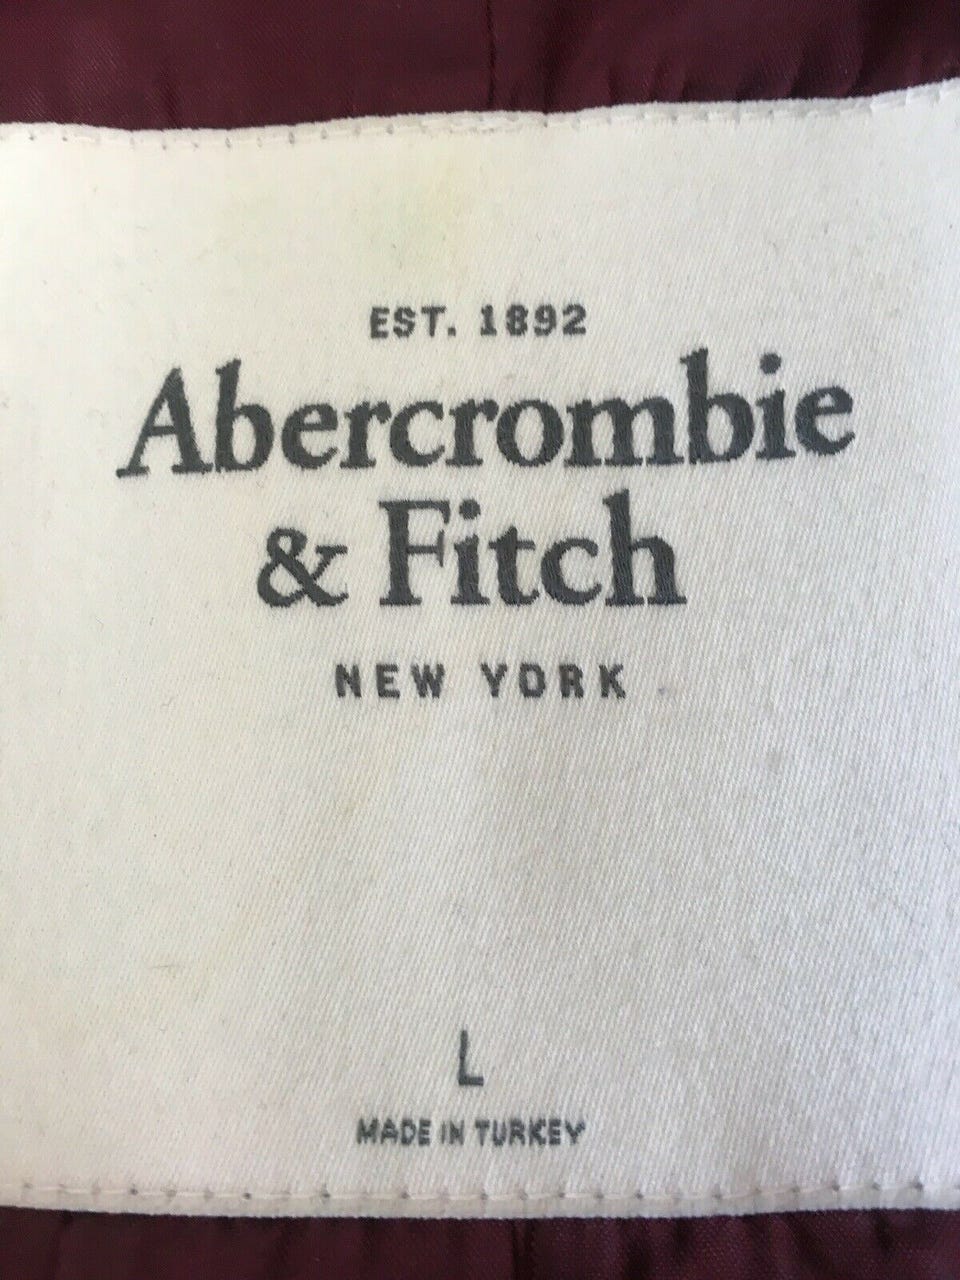 EST. 1892
Abercrombie
& Fitch
NEW YORK
L
MADE IN TURKEY